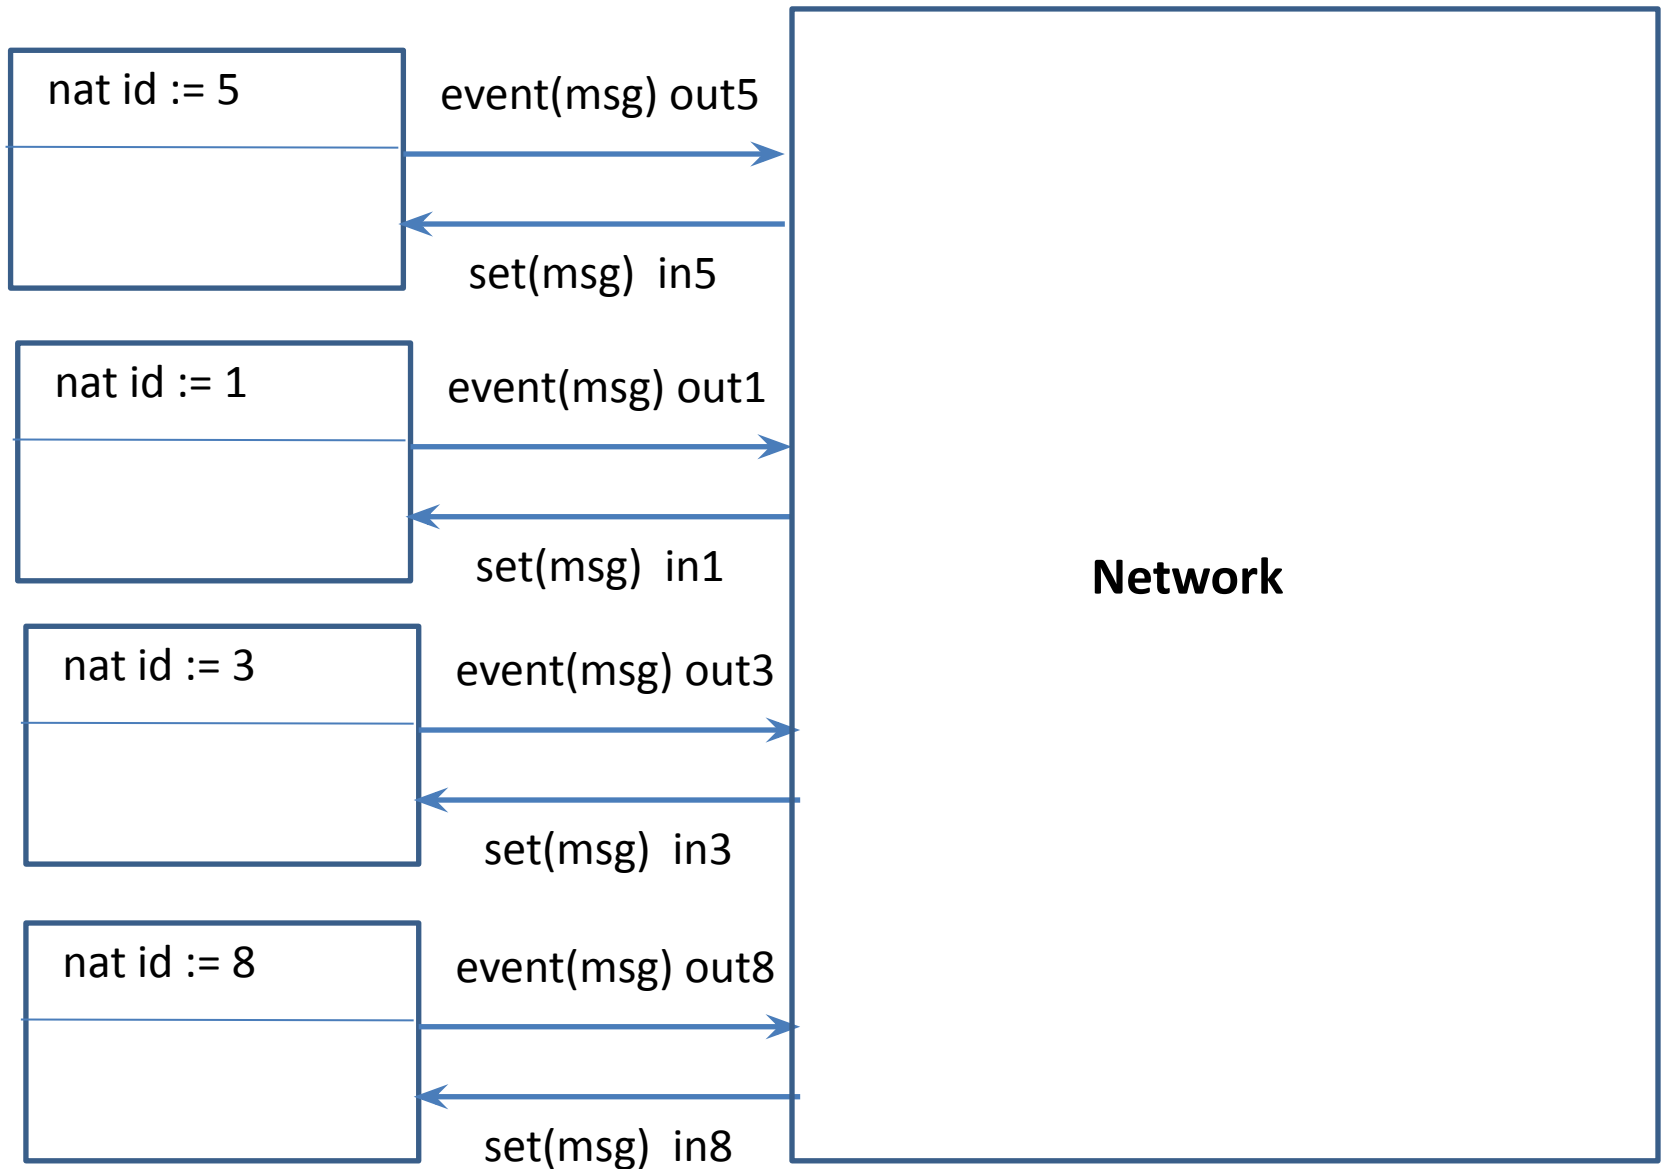 nat id := 5
event(msg) out5
set(msg) in5
nat id := 1
event(msg) out1
set(msg) in1
Network
nat id := 3
event(msg) out3
set(msg) in3
nat id := 8
event(msg) out8
set(msg) in8